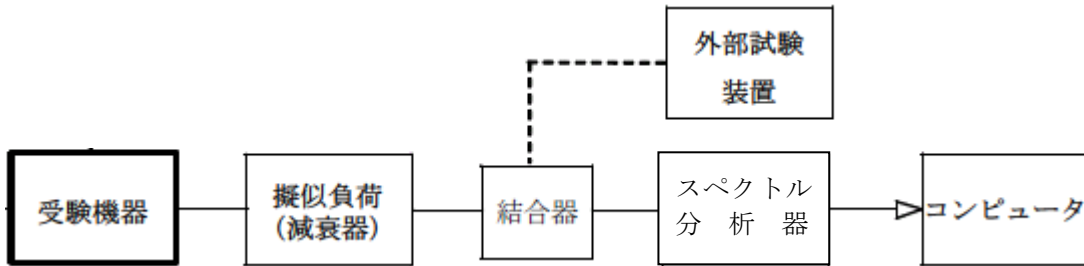 外部試験
装置
受験機器
擬似負荷
(減衰器)
結合器
スペクトル
分　析　器
コンピュータ